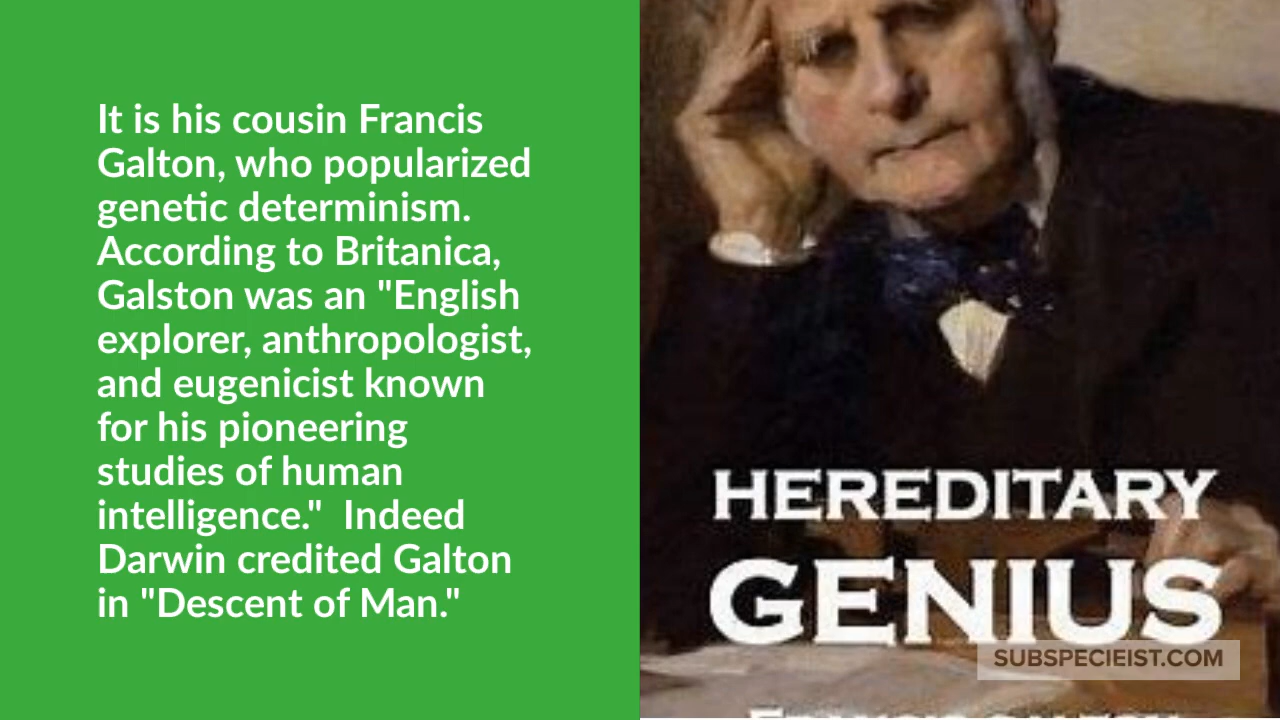 It is his cousin Francis
Galton, who popularized
genetic determinism.
According to Britanica,
Galston was an "English
explorer, anthropologist,
and eugenicist known
for his pioneering
studies of human
intelligence."  Indeed
Darwin credited Galton
in "Descent of Man."
HEREDITARY
GENIUS
SUBSPECIEIST.COM